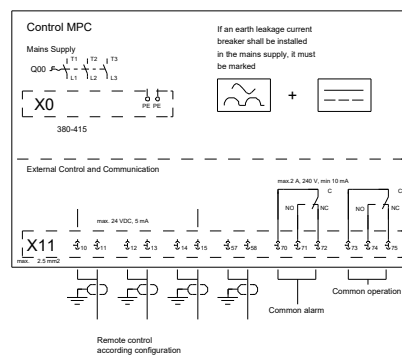 Control MPC
Mains Supply
T1 T2 T3
Q00
L1 L2 L3
X0
PE PE
380-415
If an earth leakage current
breaker shall be installed
in the mains supply, it must
be marked
+
External Control and Communication
max.2 A, 240 V, min 10 mA
C C
NO NC NO NC
max. 24 VDC, 5 mA
X11
10 11 12 13 14 15 57 58 70 71 72 73 74 75
max. 2.5 mm2
Common alarm
Common operation
Remote control
according configuration